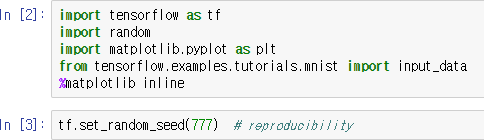 In [2]:
import tensorflow as tf
import random
import matplotlib.pyplot as plt
from tensorflow.examples.tutorials.mnist import input_data
%matplotlib inline
In [3]:
tf.set_random_seed(777)  # reproducibility